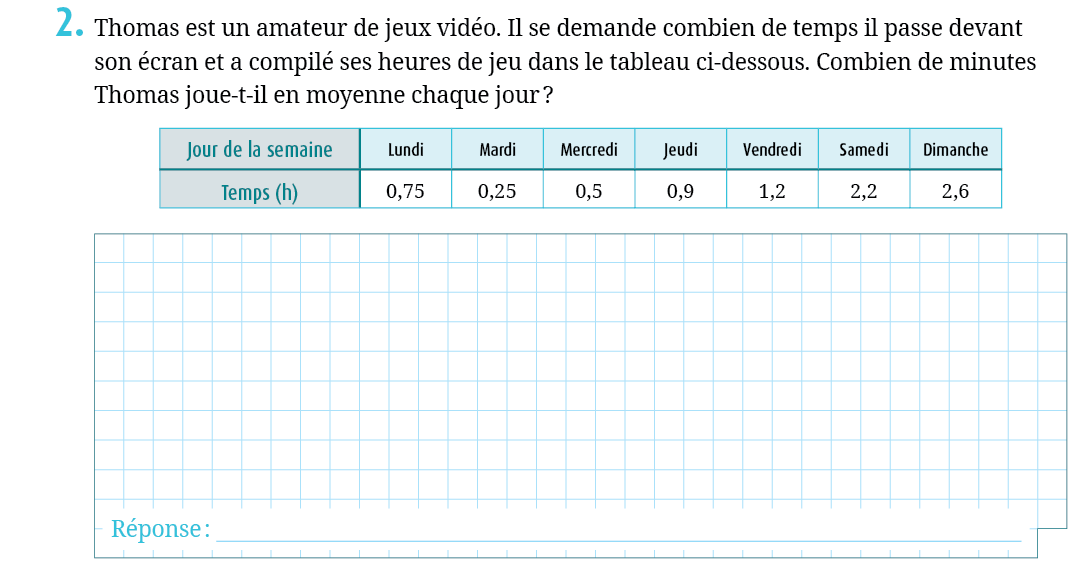 2. Thomas est un amateur de jeux vidéo. Il se demande combien de temps il passe devant
son écran et a compilé ses heures de jeu dans le tableau ci-dessous. Combien de minutes
Thomas joue-t-il en moyenne chaque jour ?
Jour de la semaine Lundi Mardi Mercredi Jeudi Vendredi Samedi Dimanche
Temps (h) 0,75 0,25 0,5 0,9 1,2 2,2 2,6
Réponse :